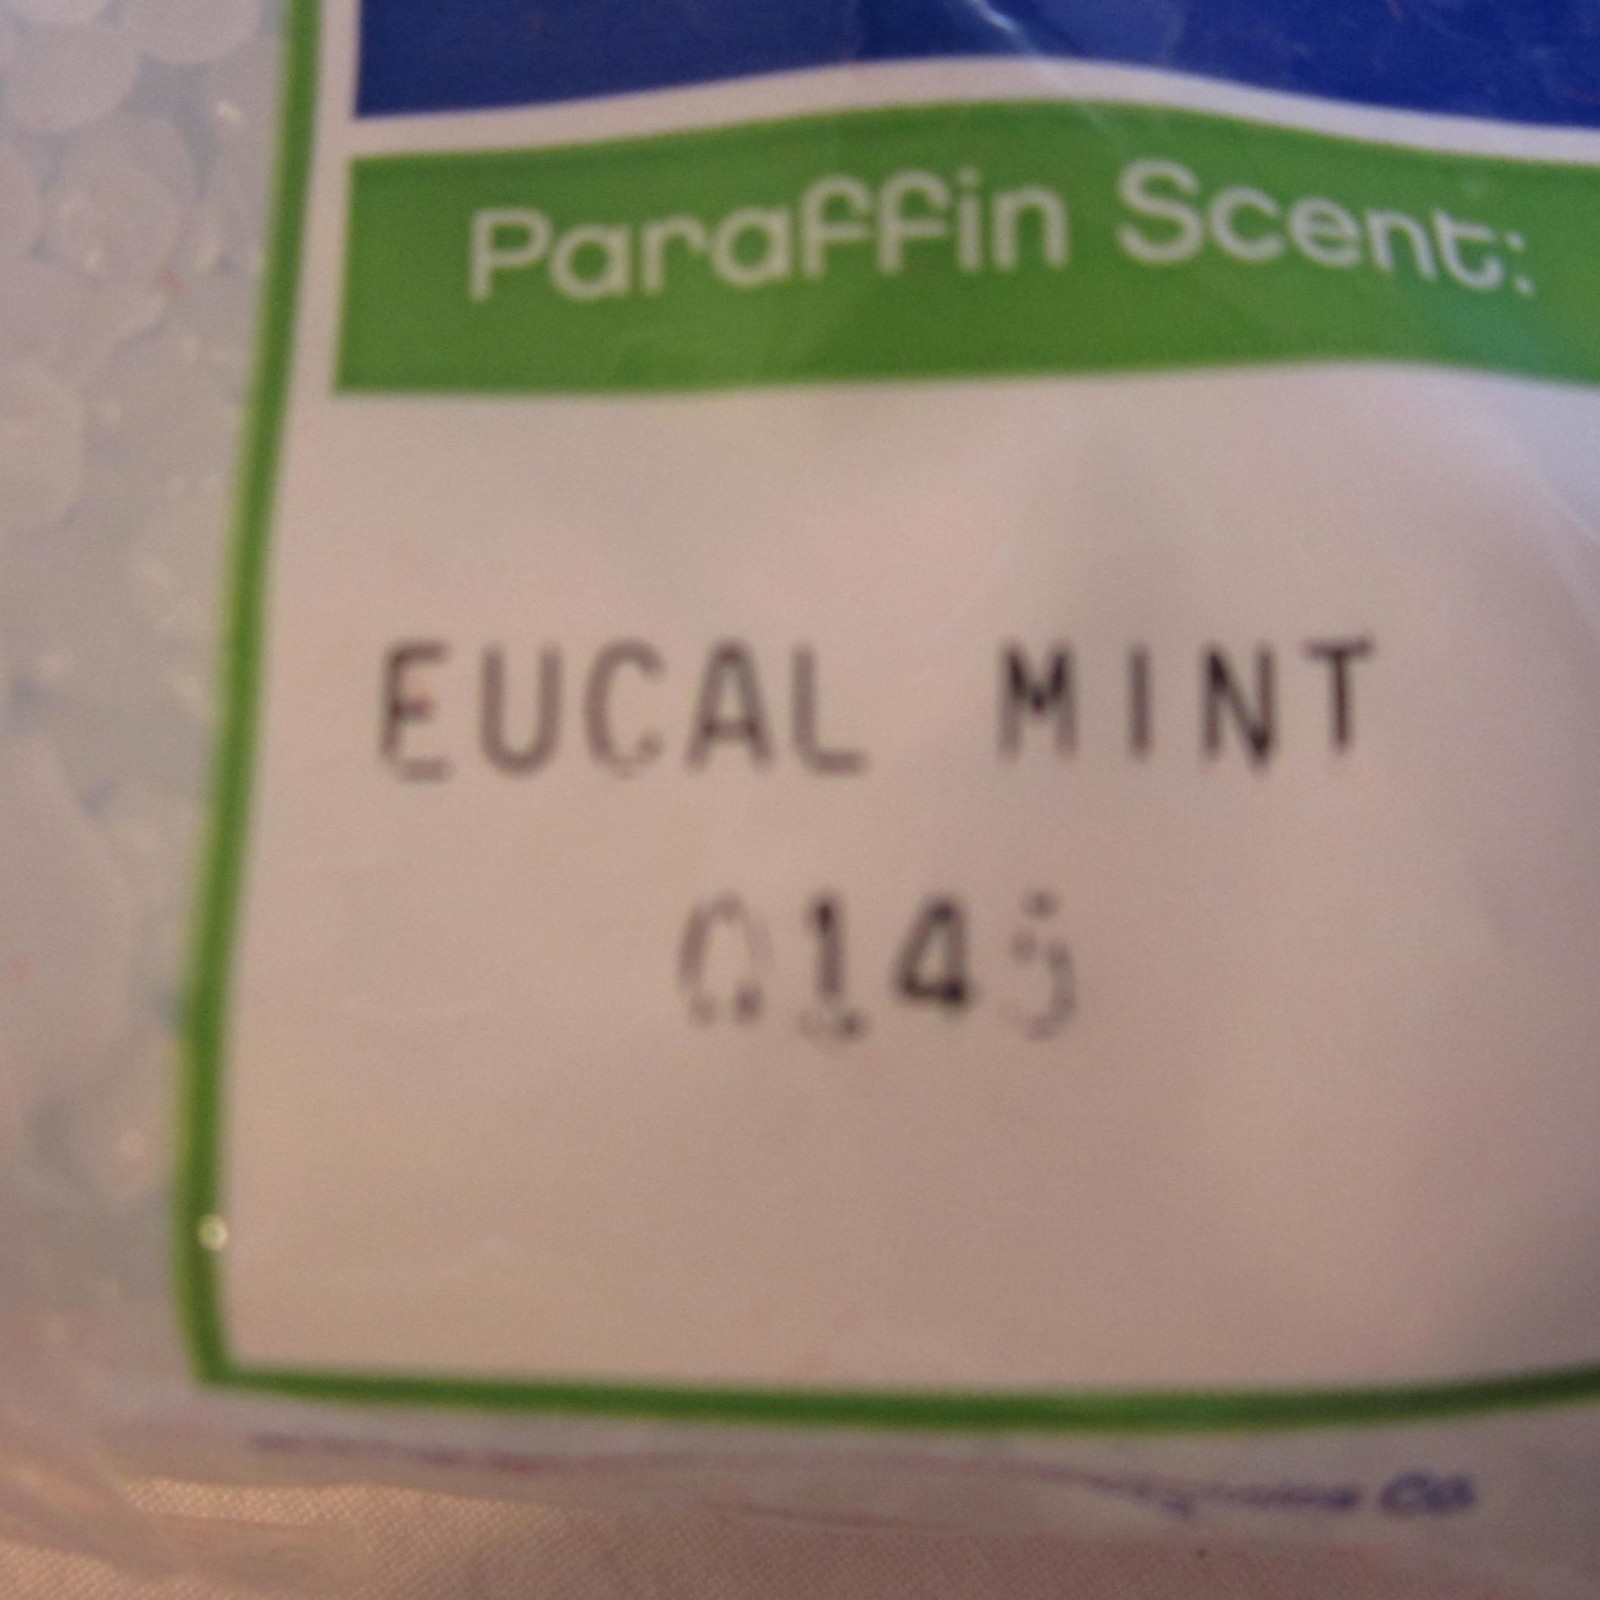 Paraffin Scent:
EUCAL MINT
0145